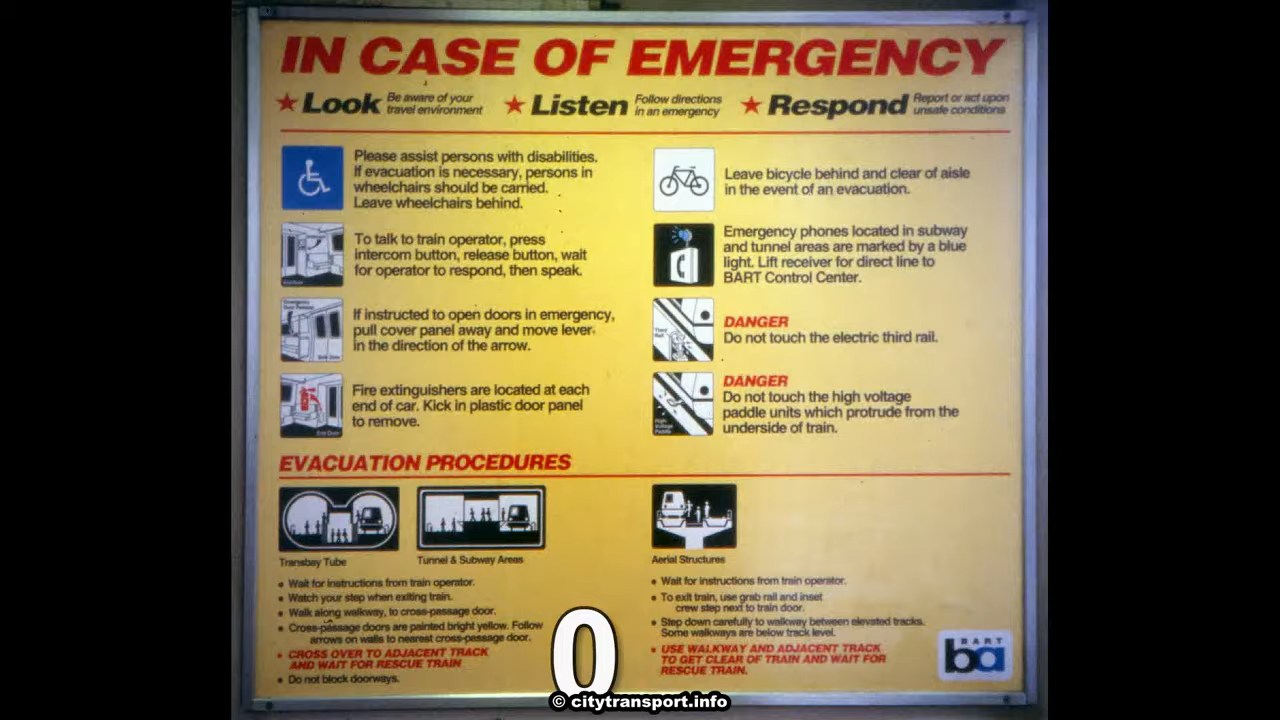 IN CASE OF EMERGENCY
★ Look Be aware of your travel environment ★ Listen Follow directions in an emergency ★ Respond Report or act upon unsafe conditions
Please assist persons with disabilities.
If evacuation is necessary, persons in
wheelchairs should be carried.
Leave wheelchairs behind.
To talk to train operator, press
intercom button, release button, wait
for operator to respond, then speak.
If instructed to open doors in emergency,
pull cover panel away and move lever
in the direction of the arrow.
Side Door
Fire extinguishers are located at each
end of car. Kick in plastic door panel
to remove.
End Door
Leave bicycle behind and clear of aisle
in the event of an evacuation.
Emergency phones located in subway
and tunnel areas are marked by a blue
light. Lift receiver for direct line to
BART Control Center.
Third
Rail
DANGER
Do not touch the electric third rail.
High
Voltage
Paddle
DANGER
Do not touch the high voltage
paddle units which protrude from the
underside of train.
EVACUATION PROCEDURES
Transbay Tube
Tunnel & Subway Areas
• Wait for instructions from train operator.
• Watch your step when exiting train.
• Walk along walkway, to cross-passage door.
• Cross-passage doors are painted bright yellow. Follow
arrows on walls to nearest cross-passage door.
• CROSS OVER TO ADJACENT TRACK
AND WAIT FOR RESCUE TRAIN
• Do not block doorways.
Aerial Structures
• Wait for instructions from train operator.
• To exit train, use grab rail and inset
crew step next to train door.
• Step down carefully to walkway between elevated tracks.
Some walkways are below track level.
• USE WALKWAY AND ADJACENT TRACK
TO GET CLEAR OF TRAIN AND WAIT FOR
RESCUE TRAIN.
BART
ba
0
© citytransport.info